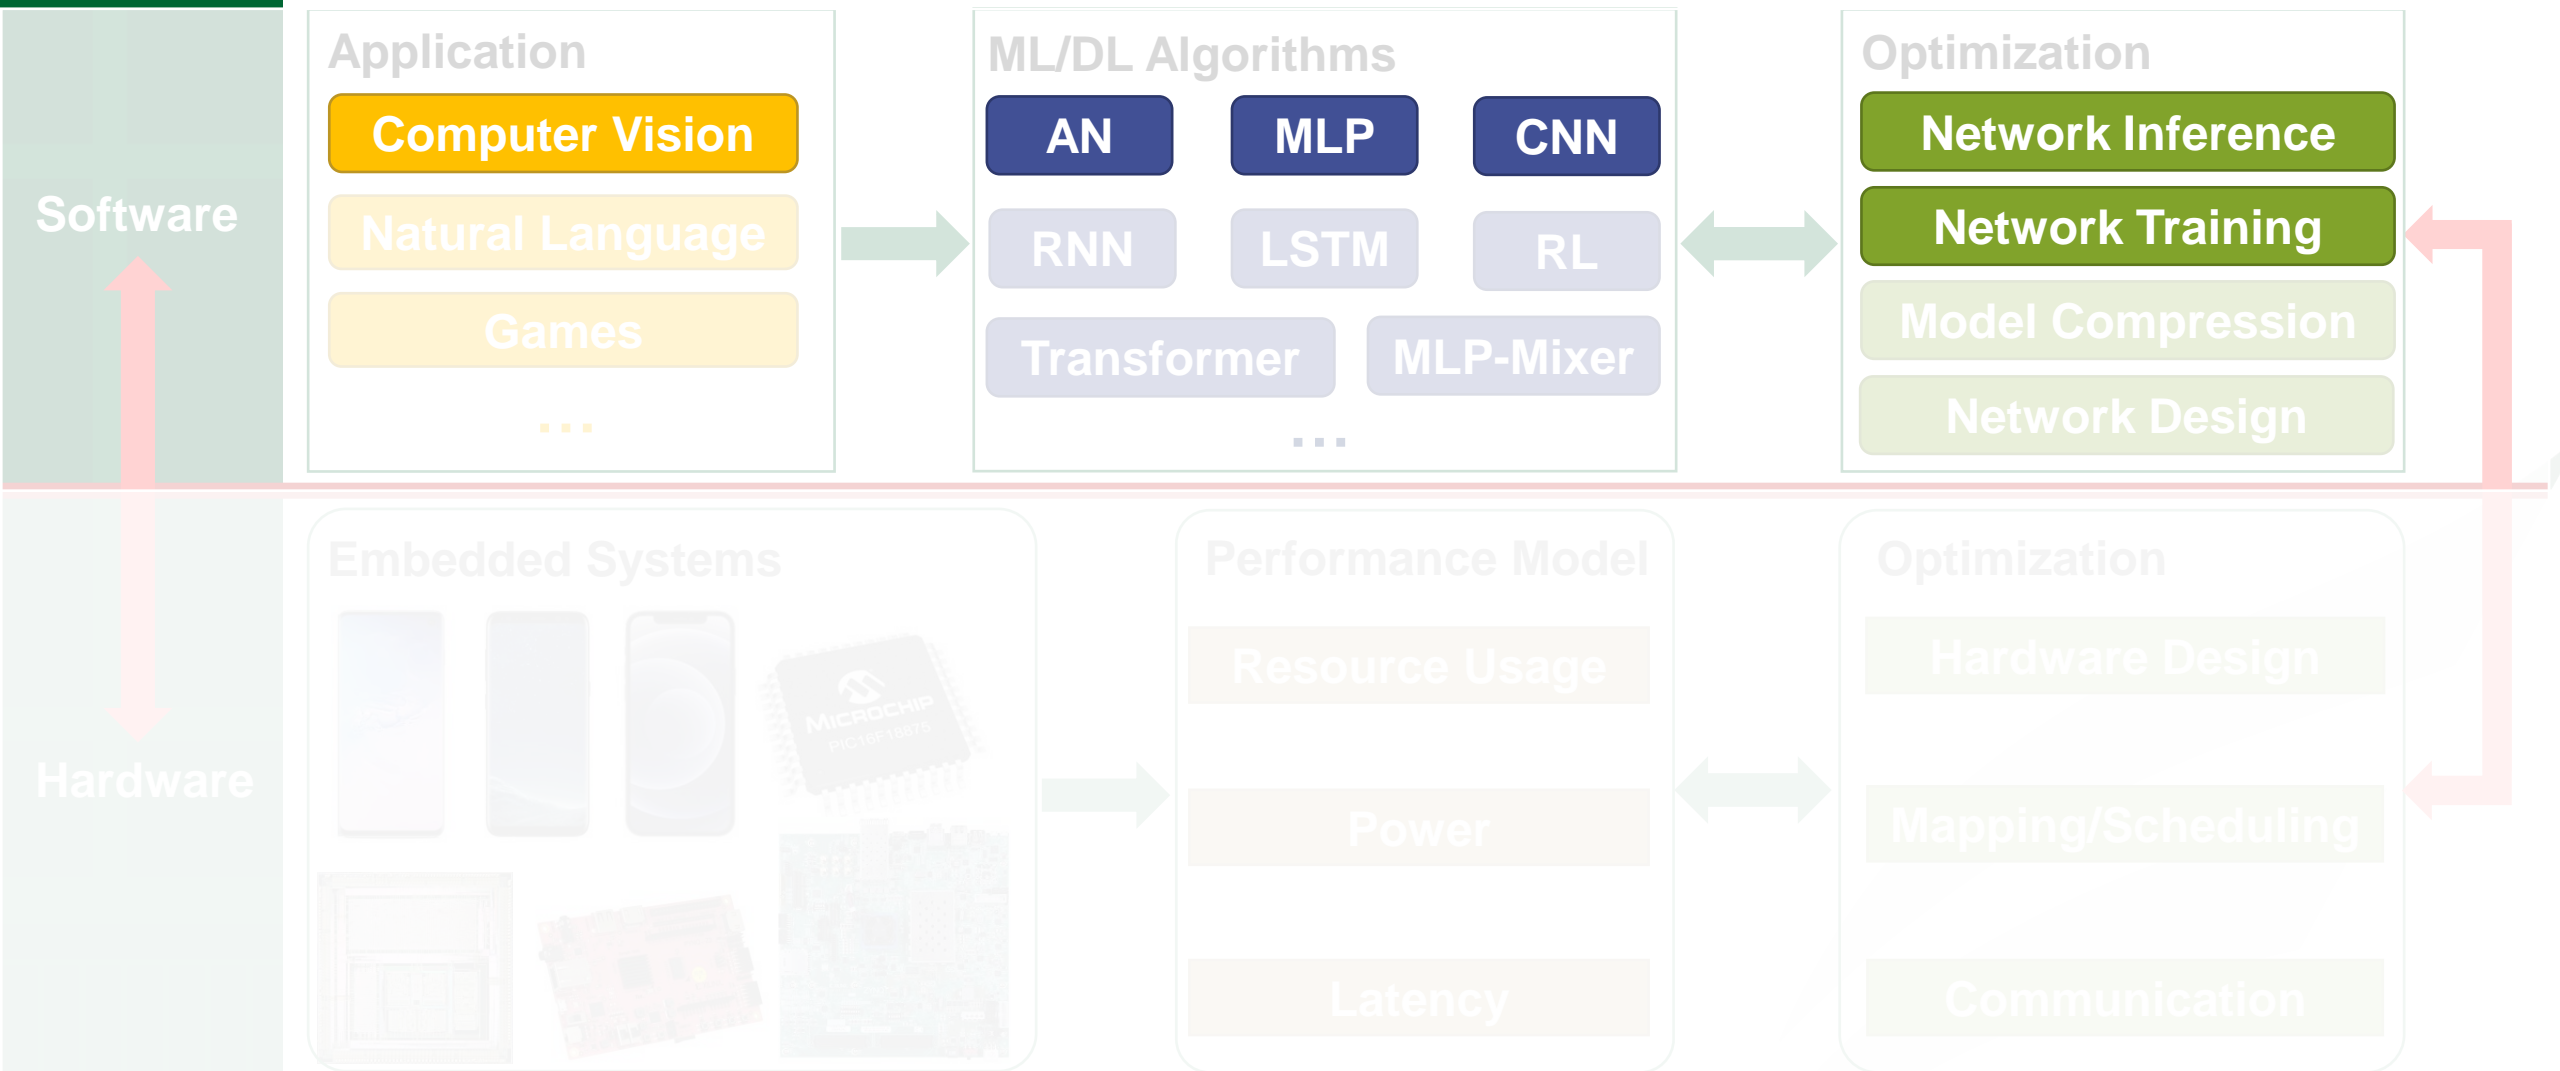 Software
Application
Computer Vision
Natural Language
Games
...
ML/DL Algorithms
AN MLP CNN
RNN LSTM RL
Transformer MLP-Mixer
...
Optimization
Network Inference
Network Training
Model Compression
Network Design
Hardware
Embedded Systems
MICROCHIP
PIC16F18875
Performance Model
Resource Usage
Power
Latency
Optimization
Hardware Design
Mapping/Scheduling
Communication